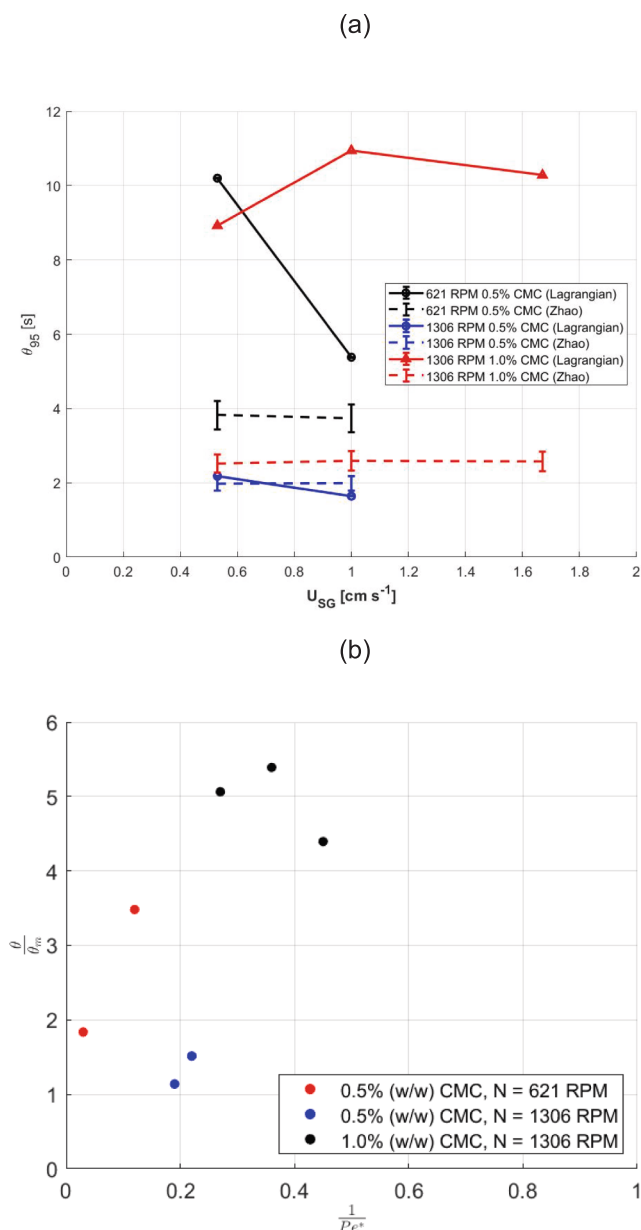 (a)
12
10
8
6
4
2
0
θ95 [s]
621 RPM 0.5% CMC (Lagrangian)
621 RPM 0.5% CMC (Zhao)
1306 RPM 0.5% CMC (Lagrangian)
1306 RPM 0.5% CMC (Zhao)
1306 RPM 1.0% CMC (Lagrangian)
1306 RPM 1.0% CMC (Zhao)
0 0.2 0.4 0.6 0.8 1 1.2 1.4 1.6 1.8 2
USG [cm s-1]
(b)
6
5
4
3
2
1
0
θ/θm
0.5% (w/w) CMC, N = 621 RPM
0.5% (w/w) CMC, N = 1306 RPM
1.0% (w/w) CMC, N = 1306 RPM
0 0.2 0.4 0.6 0.8 1
1/Pe*